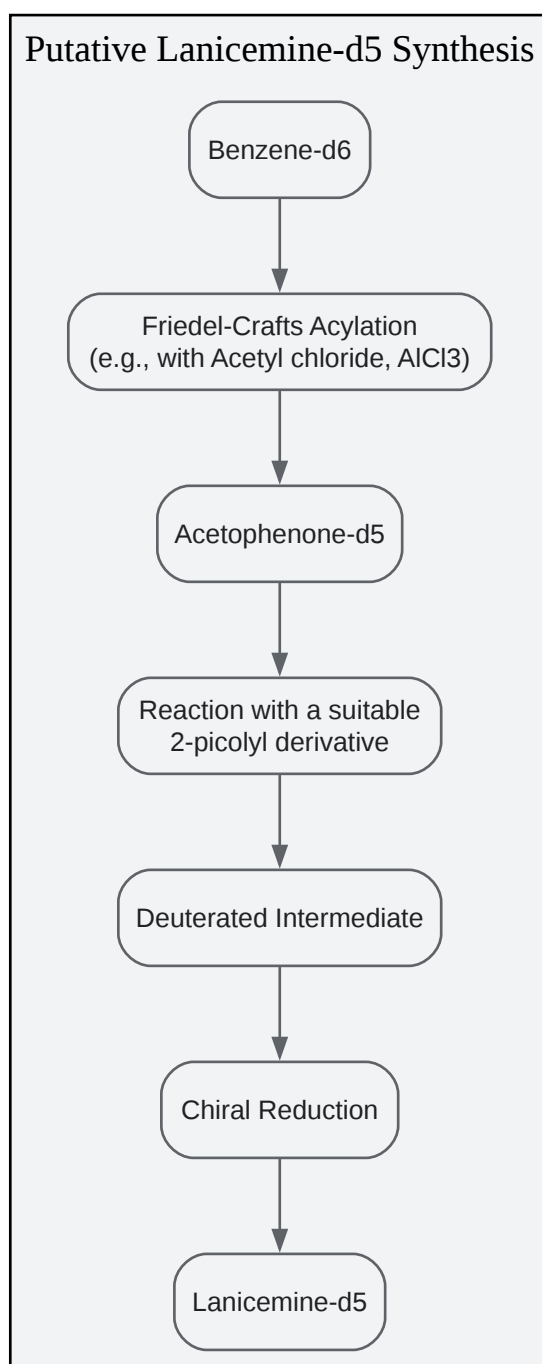 Putative Lanicemine-d5 Synthesis
Benzene-d6
Friedel-Crafts Acylation
(e.g., with Acetyl chloride, AlCl3)
Acetophenone-d5
Reaction with a suitable
2-picolyl derivative
Deuterated Intermediate
Chiral Reduction
Lanicemine-d5